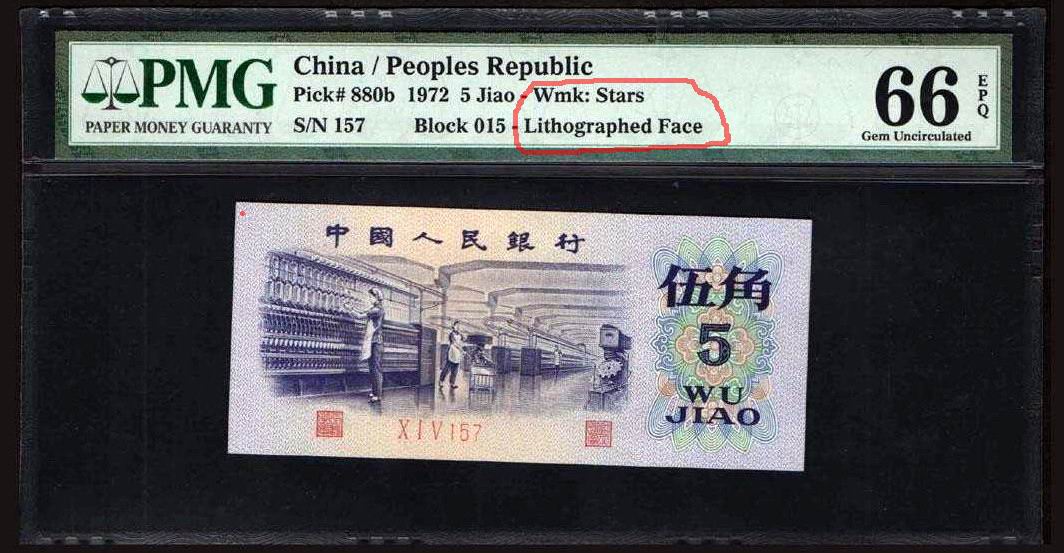 PMG
PAPER MONEY GUARANTY
China / Peoples Republic
Pick# 880b 1972 5 Jiao - Wmk: Stars
S/N 157 Block 015 - Lithographed Face
66
EPQ
Gem Uncirculated
中國人民銀行
伍角
5
WU
JIAO
XIV157